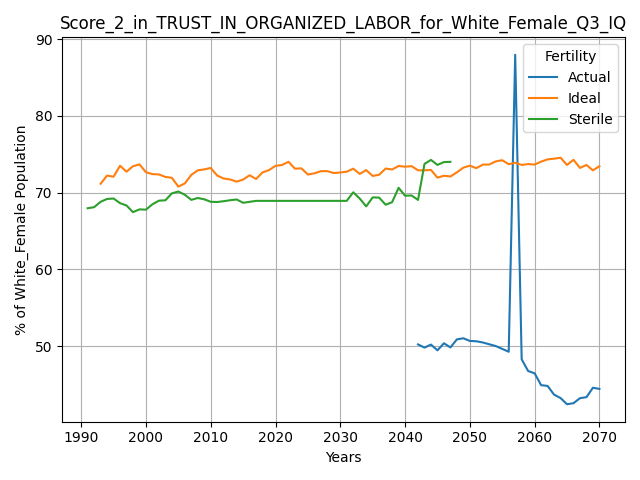 Score_2_in_TRUST_IN_ORGANIZED_LABOR_for_White_Female_Q3_IQ
Fertility
Actual
Ideal
Sterile
% of White_Female Population
90
80
70
60
50
1990 2000 2010 2020 2030 2040 2050 2060 2070
Years